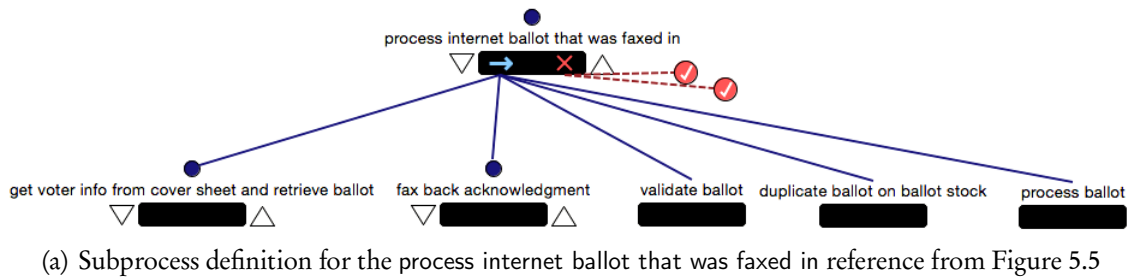 process internet ballot that was faxed in
get voter info from cover sheet and retrieve ballot
fax back acknowledgment
validate ballot
duplicate ballot on ballot stock
process ballot
(a) Subprocess definition for the process internet ballot that was faxed in reference from Figure 5.5